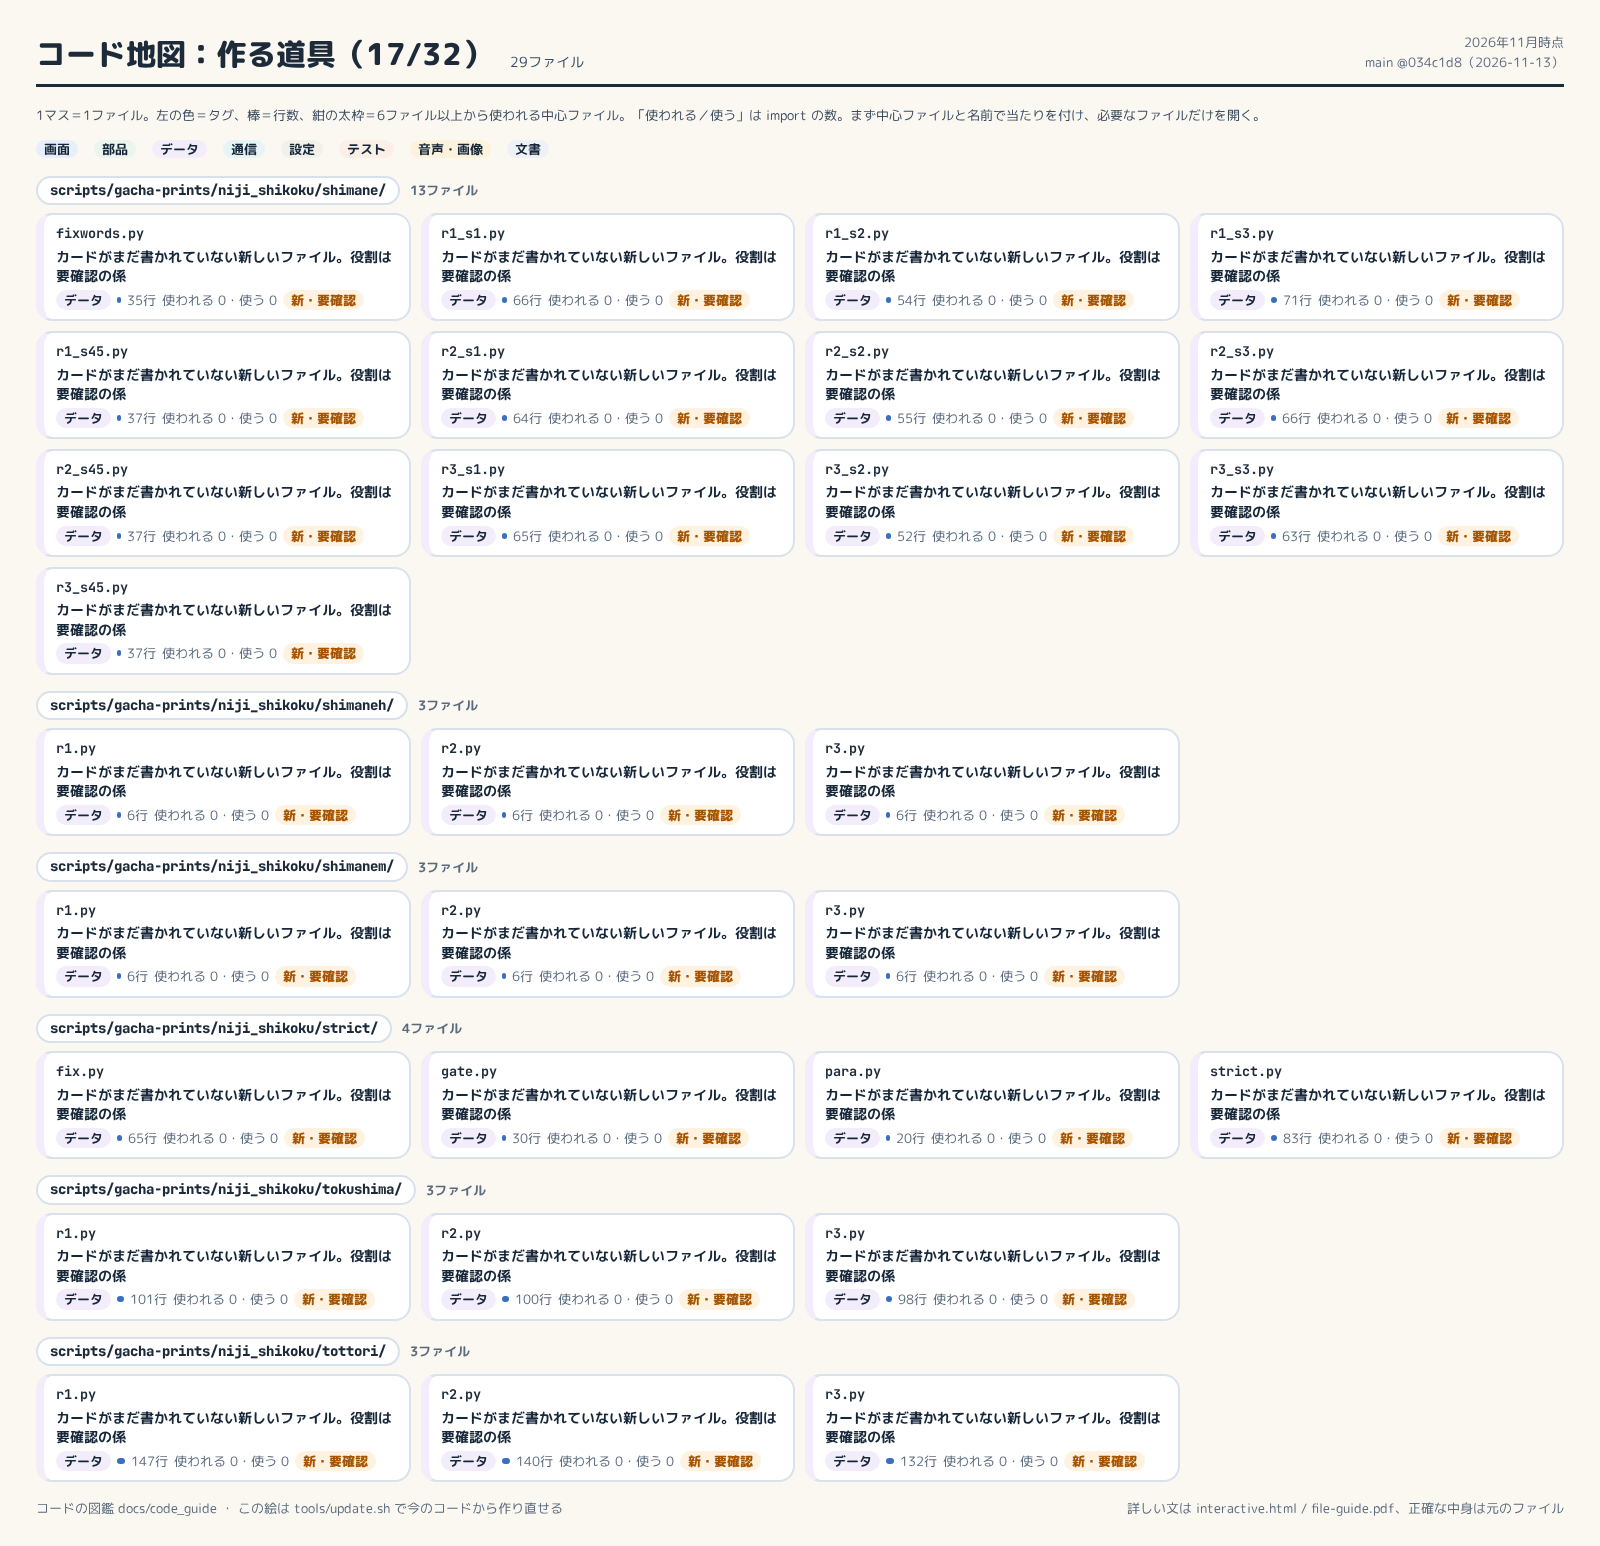 コード地図：作る道具（17/32） 29ファイル
2026年11月時点
main @034c1d8（2026-11-13）
1マス＝1ファイル。左の色＝タグ、棒＝行数、紺の太枠＝6ファイル以上から使われる中心ファイル。「使われる／使う」は import の数。まず中心ファイルと名前で当たりを付け、必要なファイルだけを開く。
画面 部品 データ 通信 設定 テスト 音声・画像 文書
scripts/gacha-prints/niji_shikoku/shimane/ 13ファイル
fixwords.py
カードがまだ書かれていない新しいファイル。役割は
要確認の係
データ 35行 使われる 0 · 使う 0 新・要確認
r1_s1.py
カードがまだ書かれていない新しいファイル。役割は
要確認の係
データ 66行 使われる 0 · 使う 0 新・要確認
r1_s2.py
カードがまだ書かれていない新しいファイル。役割は
要確認の係
データ 54行 使われる 0 · 使う 0 新・要確認
r1_s3.py
カードがまだ書かれていない新しいファイル。役割は
要確認の係
データ 71行 使われる 0 · 使う 0 新・要確認
r1_s45.py
カードがまだ書かれていない新しいファイル。役割は
要確認の係
データ 37行 使われる 0 · 使う 0 新・要確認
r2_s1.py
カードがまだ書かれていない新しいファイル。役割は
要確認の係
データ 64行 使われる 0 · 使う 0 新・要確認
r2_s2.py
カードがまだ書かれていない新しいファイル。役割は
要確認の係
データ 55行 使われる 0 · 使う 0 新・要確認
r2_s3.py
カードがまだ書かれていない新しいファイル。役割は
要確認の係
データ 66行 使われる 0 · 使う 0 新・要確認
r2_s45.py
カードがまだ書かれていない新しいファイル。役割は
要確認の係
データ 37行 使われる 0 · 使う 0 新・要確認
r3_s1.py
カードがまだ書かれていない新しいファイル。役割は
要確認の係
データ 65行 使われる 0 · 使う 0 新・要確認
r3_s2.py
カードがまだ書かれていない新しいファイル。役割は
要確認の係
データ 52行 使われる 0 · 使う 0 新・要確認
r3_s3.py
カードがまだ書かれていない新しいファイル。役割は
要確認の係
データ 63行 使われる 0 · 使う 0 新・要確認
r3_s45.py
カードがまだ書かれていない新しいファイル。役割は
要確認の係
データ 37行 使われる 0 · 使う 0 新・要確認
scripts/gacha-prints/niji_shikoku/shimaneh/ 3ファイル
r1.py
カードがまだ書かれていない新しいファイル。役割は
要確認の係
データ 6行 使われる 0 · 使う 0 新・要確認
r2.py
カードがまだ書かれていない新しいファイル。役割は
要確認の係
データ 6行 使われる 0 · 使う 0 新・要確認
r3.py
カードがまだ書かれていない新しいファイル。役割は
要確認の係
データ 6行 使われる 0 · 使う 0 新・要確認
scripts/gacha-prints/niji_shikoku/shimanem/ 3ファイル
r1.py
カードがまだ書かれていない新しいファイル。役割は
要確認の係
データ 6行 使われる 0 · 使う 0 新・要確認
r2.py
カードがまだ書かれていない新しいファイル。役割は
要確認の係
データ 6行 使われる 0 · 使う 0 新・要確認
r3.py
カードがまだ書かれていない新しいファイル。役割は
要確認の係
データ 6行 使われる 0 · 使う 0 新・要確認
scripts/gacha-prints/niji_shikoku/strict/ 4ファイル
fix.py
カードがまだ書かれていない新しいファイル。役割は
要確認の係
データ 65行 使われる 0 · 使う 0 新・要確認
gate.py
カードがまだ書かれていない新しいファイル。役割は
要確認の係
データ 30行 使われる 0 · 使う 0 新・要確認
para.py
カードがまだ書かれていない新しいファイル。役割は
要確認の係
データ 20行 使われる 0 · 使う 0 新・要確認
strict.py
カードがまだ書かれていない新しいファイル。役割は
要確認の係
データ 83行 使われる 0 · 使う 0 新・要確認
scripts/gacha-prints/niji_shikoku/tokushima/ 3ファイル
r1.py
カードがまだ書かれていない新しいファイル。役割は
要確認の係
データ 101行 使われる 0 · 使う 0 新・要確認
r2.py
カードがまだ書かれていない新しいファイル。役割は
要確認の係
データ 100行 使われる 0 · 使う 0 新・要確認
r3.py
カードがまだ書かれていない新しいファイル。役割は
要確認の係
データ 98行 使われる 0 · 使う 0 新・要確認
scripts/gacha-prints/niji_shikoku/tottori/ 3ファイル
r1.py
カードがまだ書かれていない新しいファイル。役割は
要確認の係
データ 147行 使われる 0 · 使う 0 新・要確認
r2.py
カードがまだ書かれていない新しいファイル。役割は
要確認の係
データ 140行 使われる 0 · 使う 0 新・要確認
r3.py
カードがまだ書かれていない新しいファイル。役割は
要確認の係
データ 132行 使われる 0 · 使う 0 新・要確認
コードの図鑑 docs/code_guide · この絵は tools/update.sh で今のコードから作り直せる
詳しい文は interactive.html / file-guide.pdf、正確な中身は元のファイル